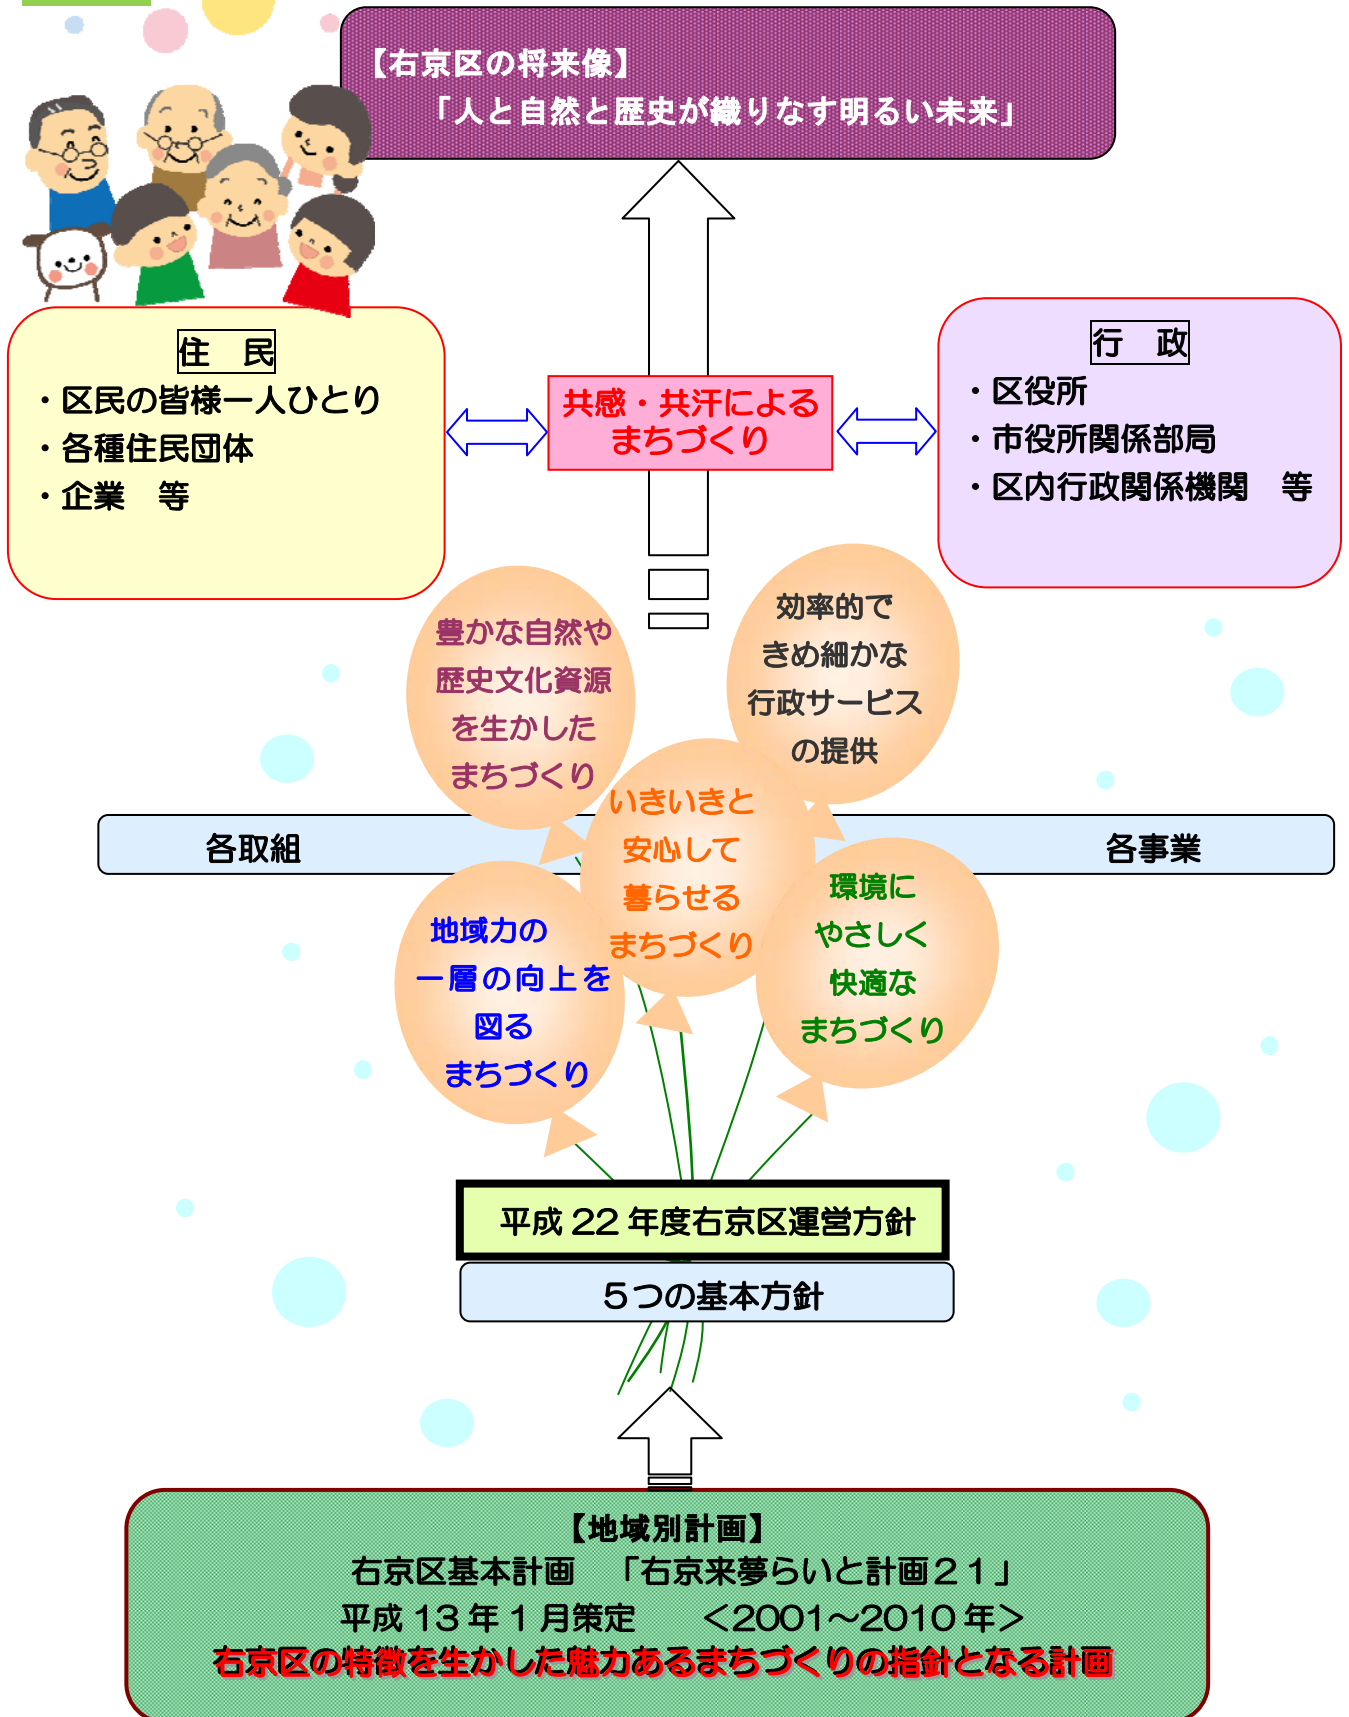 【右京区の将来像】
「人と自然と歴史が織りなす明るい未来」
住　民
・区民の皆様一人ひとり
・各種住民団体
・企業　等
共感・共汗による
まちづくり
行　政
・区役所
・市役所関係部局
・区内行政関係機関　等
豊かな自然や
歴史文化資源
を生かした
まちづくり
効率的で
きめ細かな
行政サービス
の提供
いきいきと
安心して
暮らせる
まちづくり
各取組
各事業
地域力の
一層の向上を
図る
まちづくり
環境に
やさしく
快適な
まちづくり
平成 22 年度右京区運営方針
５つの基本方針
【地域別計画】
右京区基本計画　「右京来夢らいと計画２１」
平成 13 年 1 月策定　　＜2001～2010 年＞
右京区の特徴を生かした魅力あるまちづくりの指針となる計画